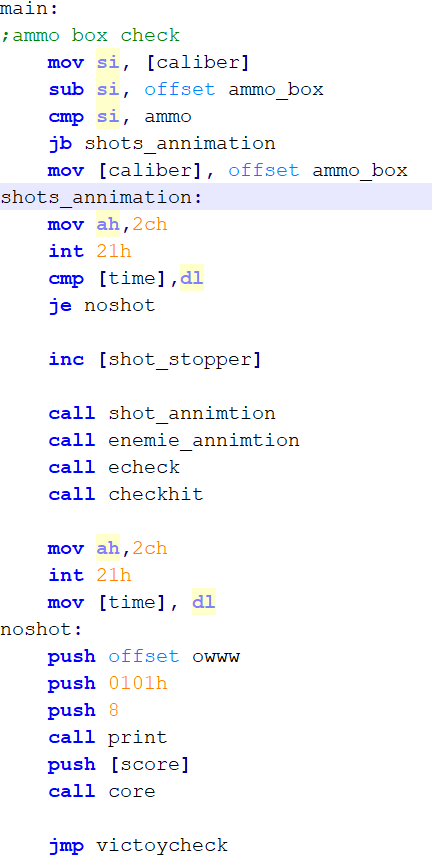 main:
;ammo box check
mov si, [caliber]
sub si, offset ammo_box
cmp si, ammo
jb shots_annimation
mov [caliber], offset ammo_box
shots_annimation:
mov ah,2ch
int 21h
cmp [time],dl
je noshot
inc [shot_stopper]
call shot_annimtion
call enemie_annimtion
call echeck
call checkhit
mov ah,2ch
int 21h
mov [time], dl
noshot:
push offset owww
push 0101h
push 8
call print
push [score]
call core
jmp victoycheck